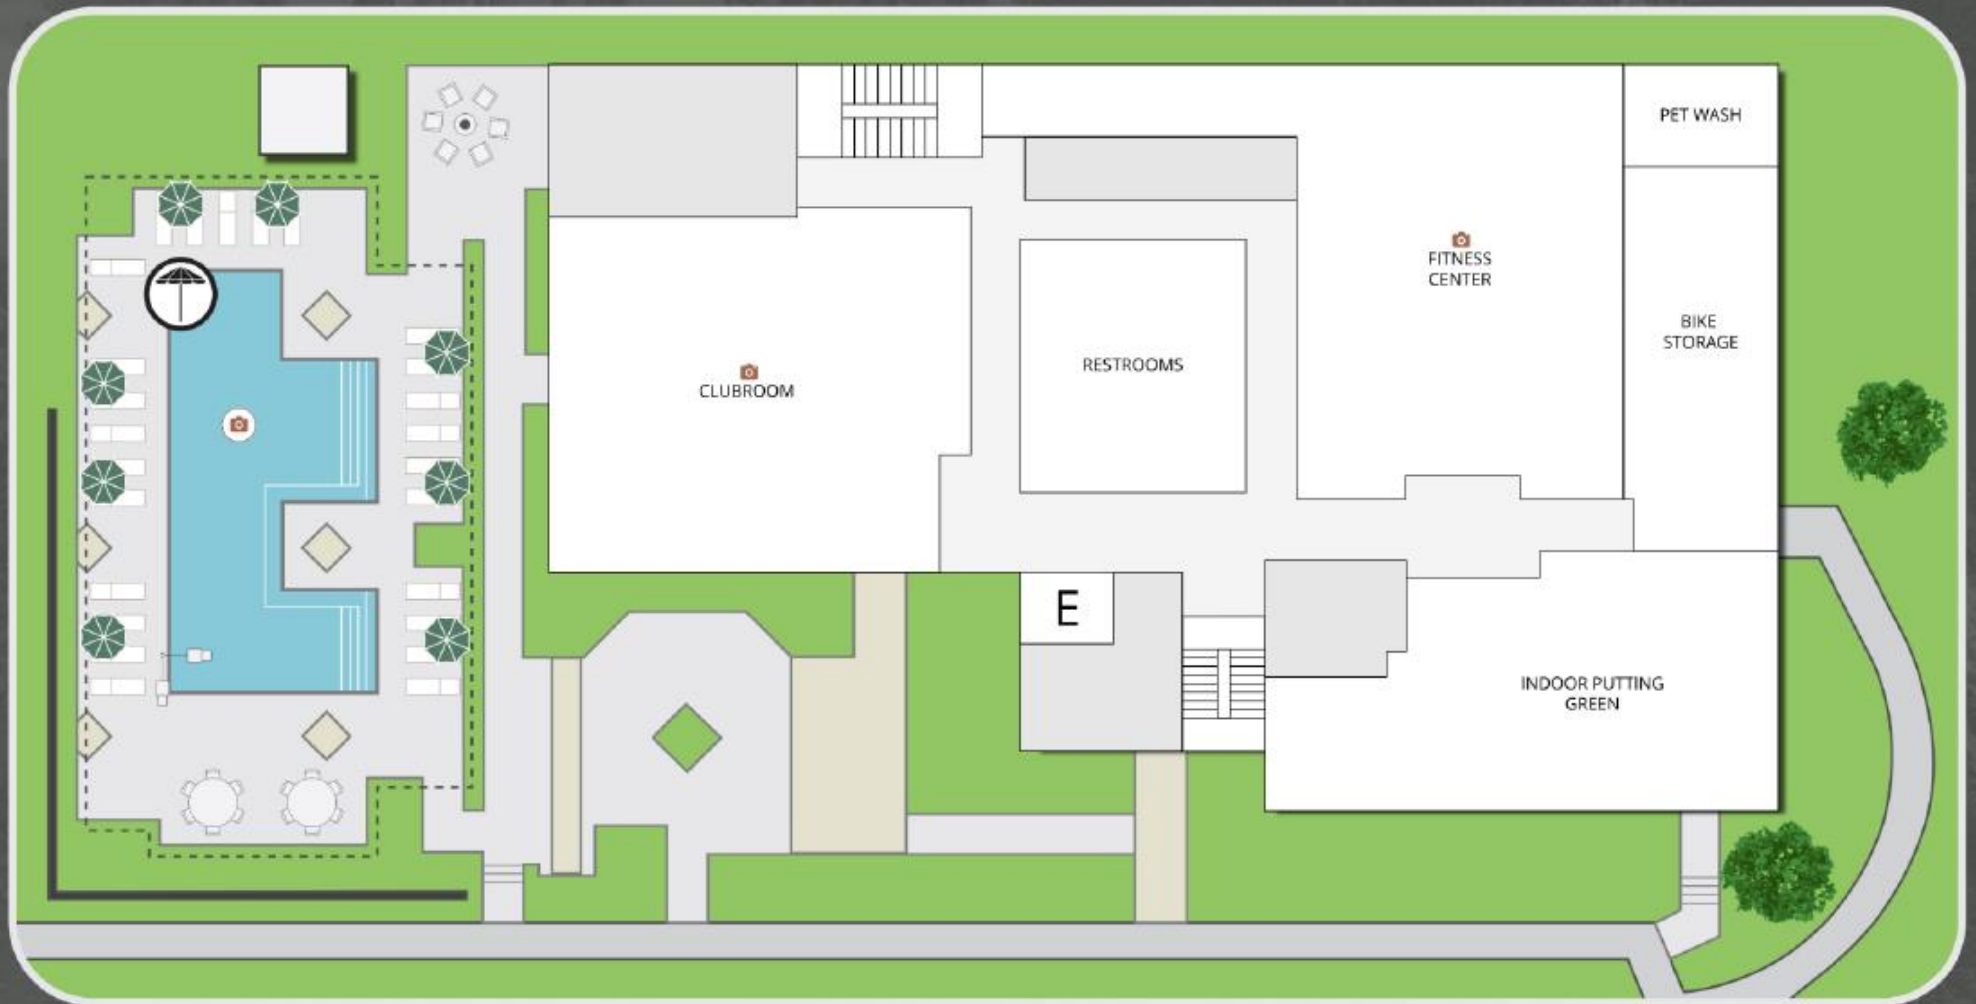 PET WASH
FITNESS
CENTER
BIKE
STORAGE
RESTROOMS
CLUBROOM
E
INDOOR PUTTING
GREEN